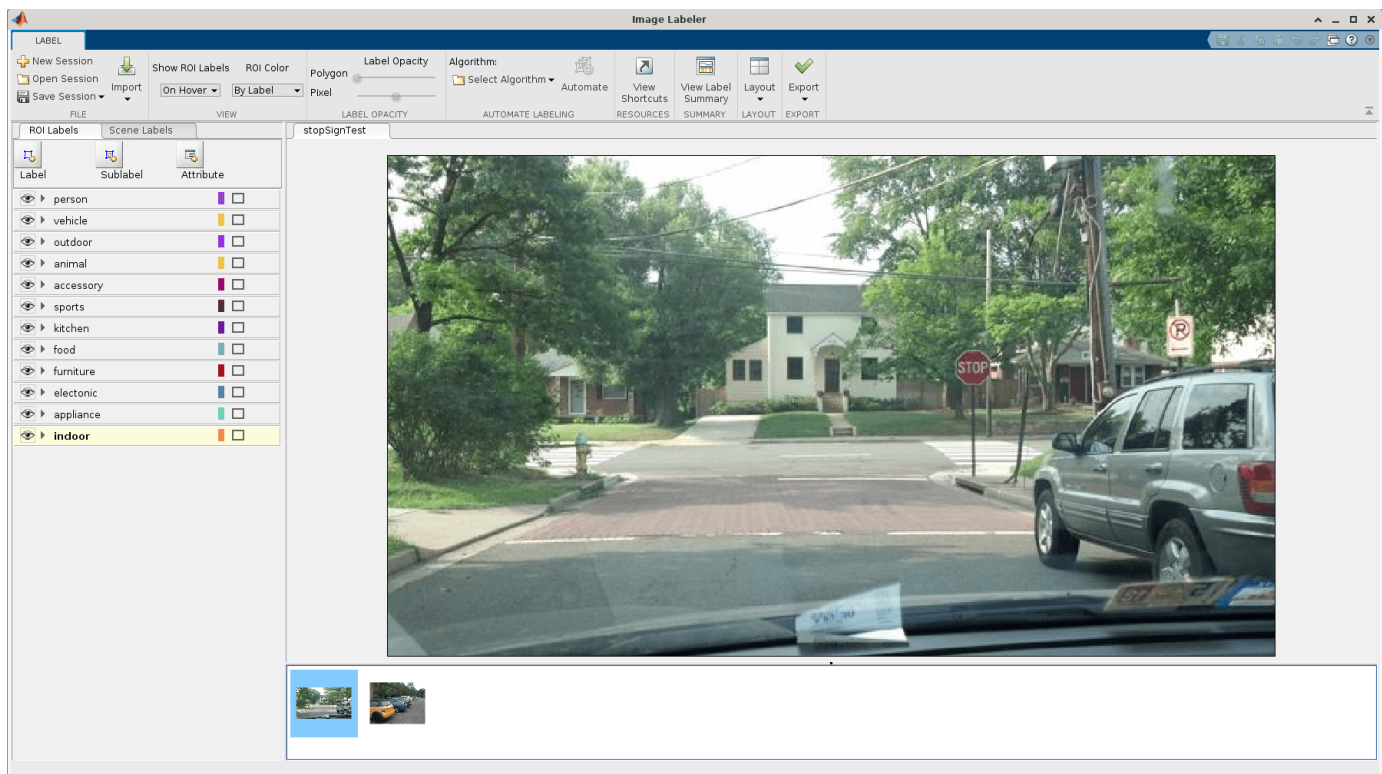 Image Labeler
LABEL
New Session
Open Session
Save Session
Import
FILE
Show ROI Labels ROI Color
On Hover By Label
VIEW
Label Opacity
Polygon
Pixel
LABEL OPACITY
Algorithm:
Select Algorithm
Automate
AUTOMATE LABELING
View
Shortcuts
RESOURCES
View Label
Summary
SUMMARY
Layout
LAYOUT
Export
EXPORT
ROI Labels Scene Labels
Label Sublabel Attribute
person
vehicle
outdoor
animal
accessory
sports
kitchen
food
furniture
electonic
appliance
indoor
stopSignTest
STOP
P